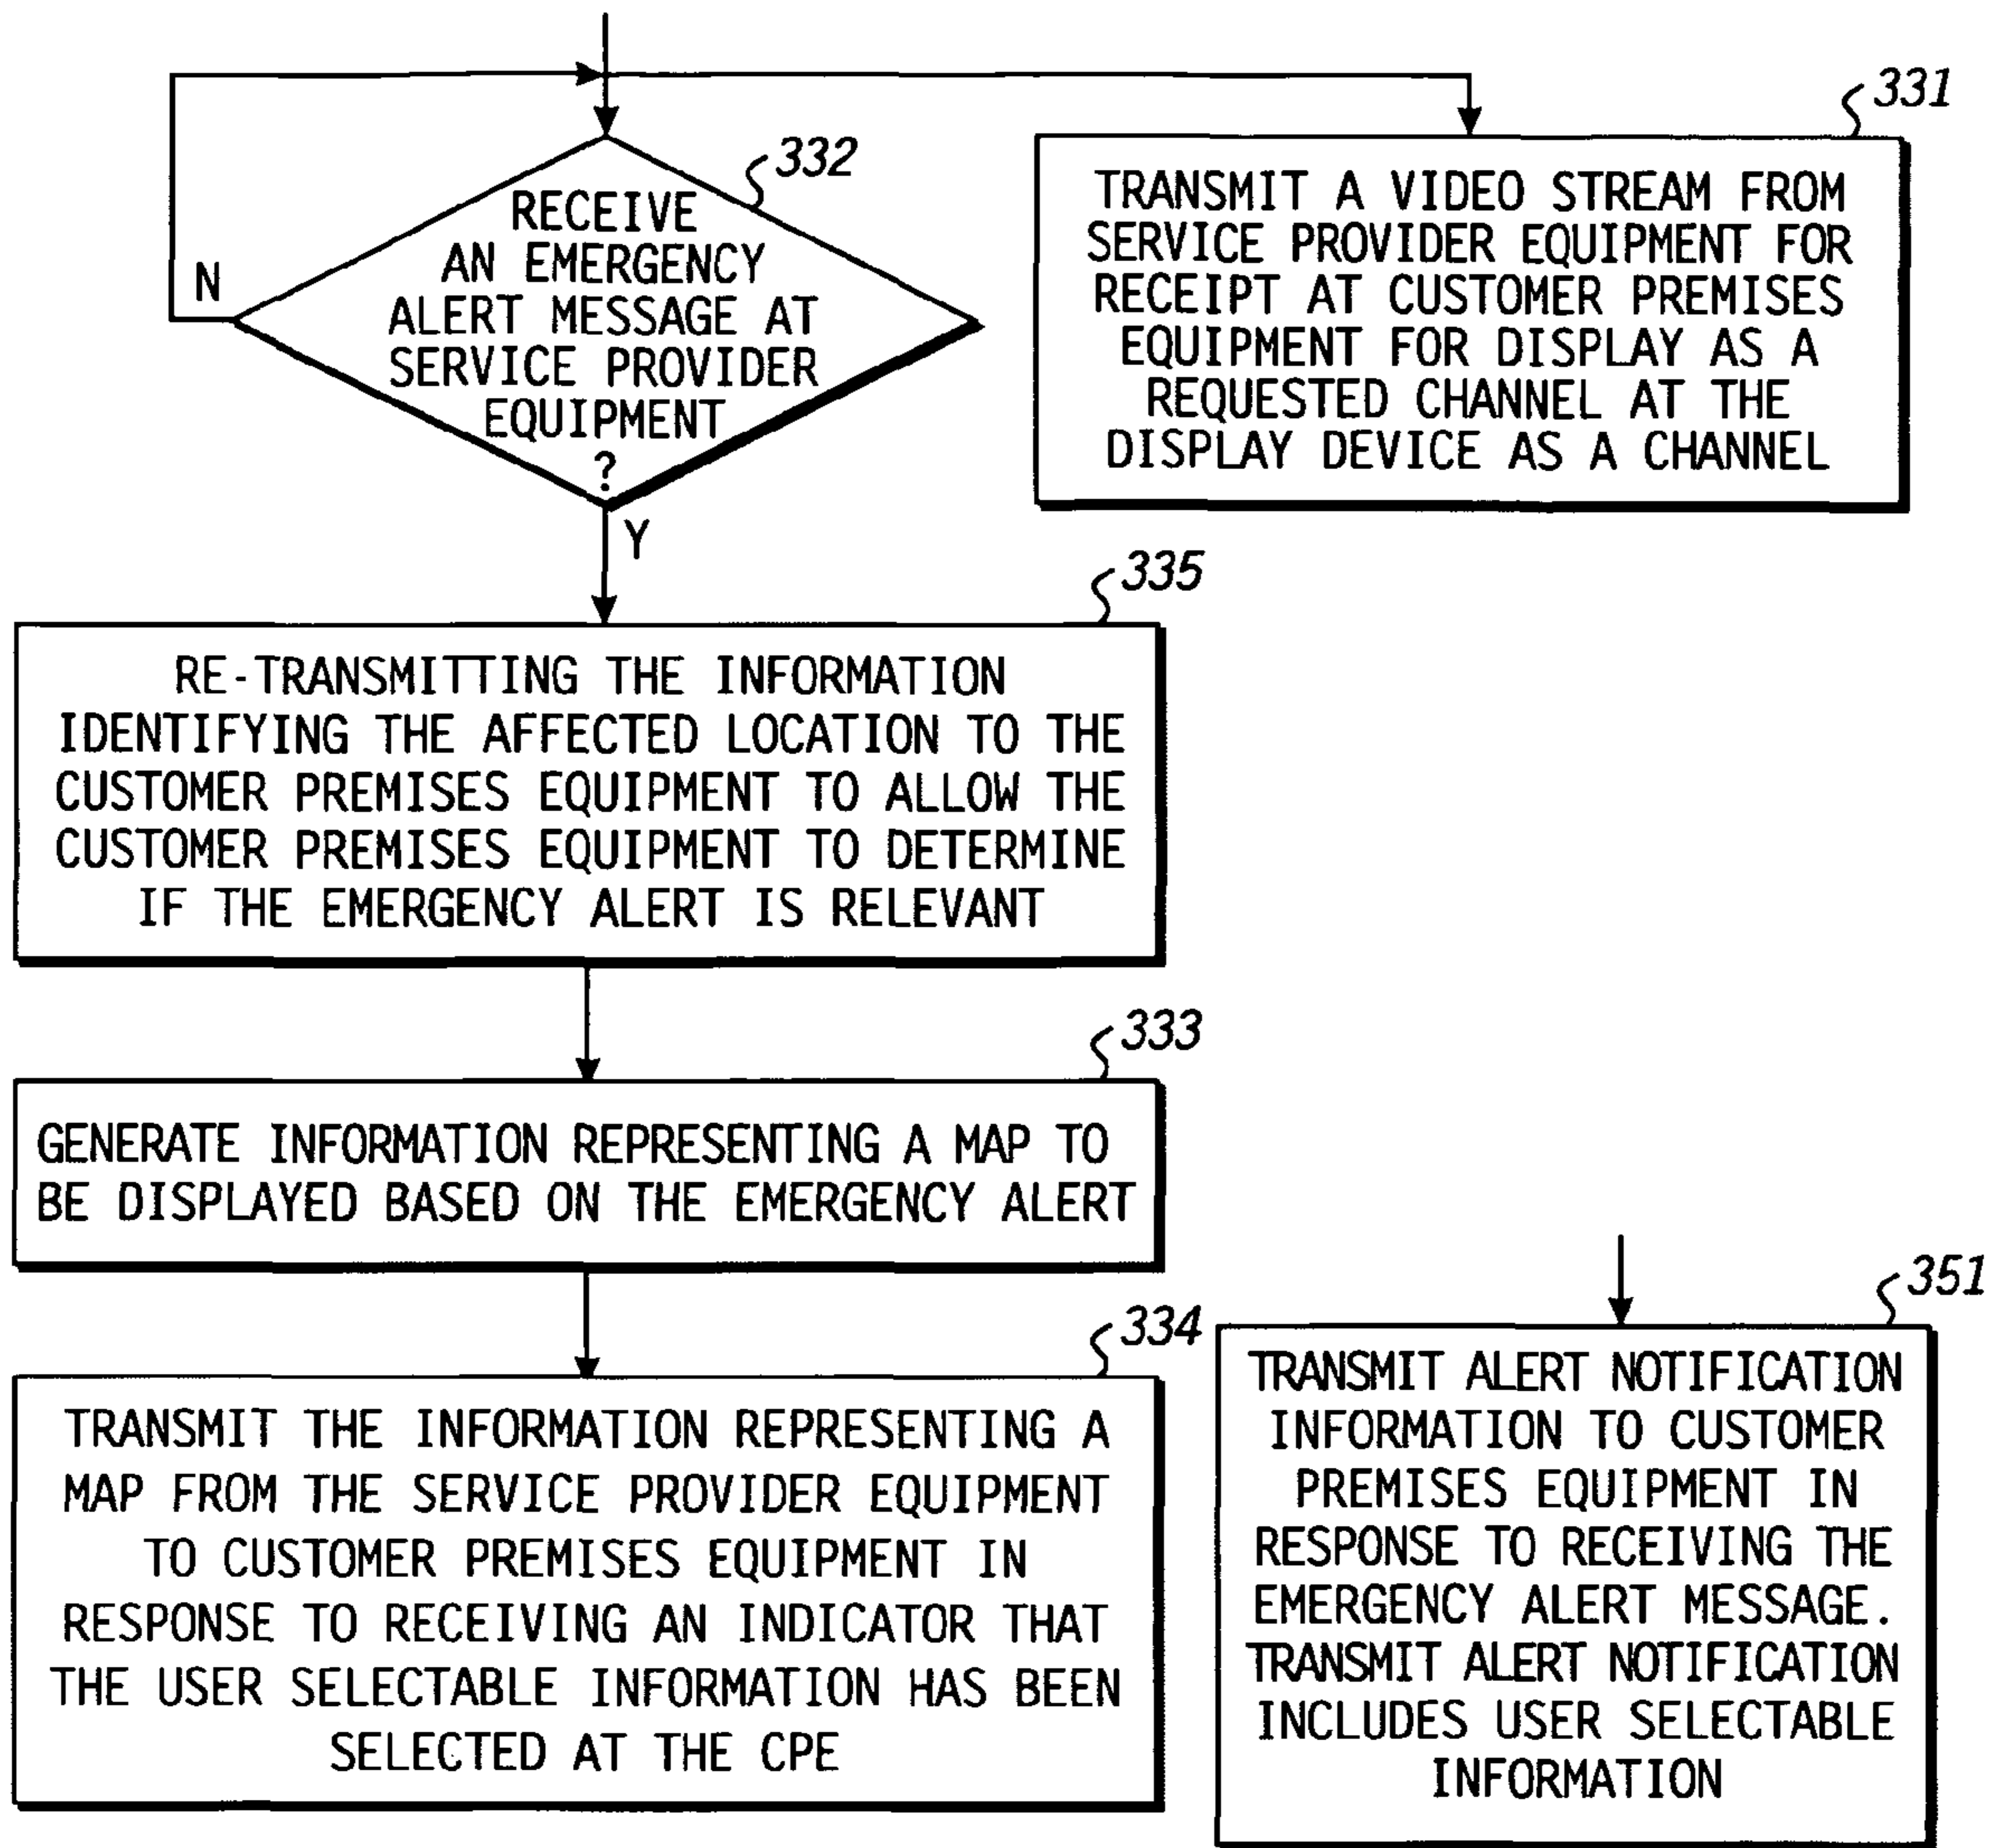 332
RECEIVE
AN EMERGENCY
ALERT MESSAGE AT
SERVICE PROVIDER
EQUIPMENT
?
N
Y
331
TRANSMIT A VIDEO STREAM FROM
SERVICE PROVIDER EQUIPMENT FOR
RECEIPT AT CUSTOMER PREMISES
EQUIPMENT FOR DISPLAY AS A
REQUESTED CHANNEL AT THE
DISPLAY DEVICE AS A CHANNEL
335
RE-TRANSMITTING THE INFORMATION
IDENTIFYING THE AFFECTED LOCATION TO THE
CUSTOMER PREMISES EQUIPMENT TO ALLOW THE
CUSTOMER PREMISES EQUIPMENT TO DETERMINE
IF THE EMERGENCY ALERT IS RELEVANT
333
GENERATE INFORMATION REPRESENTING A MAP TO
BE DISPLAYED BASED ON THE EMERGENCY ALERT
334
TRANSMIT THE INFORMATION REPRESENTING A
MAP FROM THE SERVICE PROVIDER EQUIPMENT
TO CUSTOMER PREMISES EQUIPMENT IN
RESPONSE TO RECEIVING AN INDICATOR THAT
THE USER SELECTABLE INFORMATION HAS BEEN
SELECTED AT THE CPE
351
TRANSMIT ALERT NOTIFICATION
INFORMATION TO CUSTOMER
PREMISES EQUIPMENT IN
RESPONSE TO RECEIVING THE
EMERGENCY ALERT MESSAGE.
TRANSMIT ALERT NOTIFICATION
INCLUDES USER SELECTABLE
INFORMATION